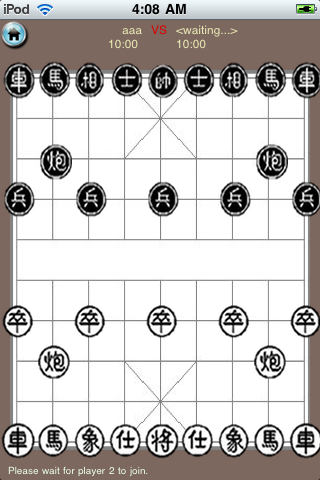 iPod 4:08 AM
aaa VS <waiting...>
10:00 10:00
車 馬 相 士 帥 士 相 馬 車
炮 炮
兵 兵 兵 兵 兵
卒 卒 卒 卒 卒
炮 炮
車 馬 象 仕 将 仕 象 馬 車
Please wait for player 2 to join.